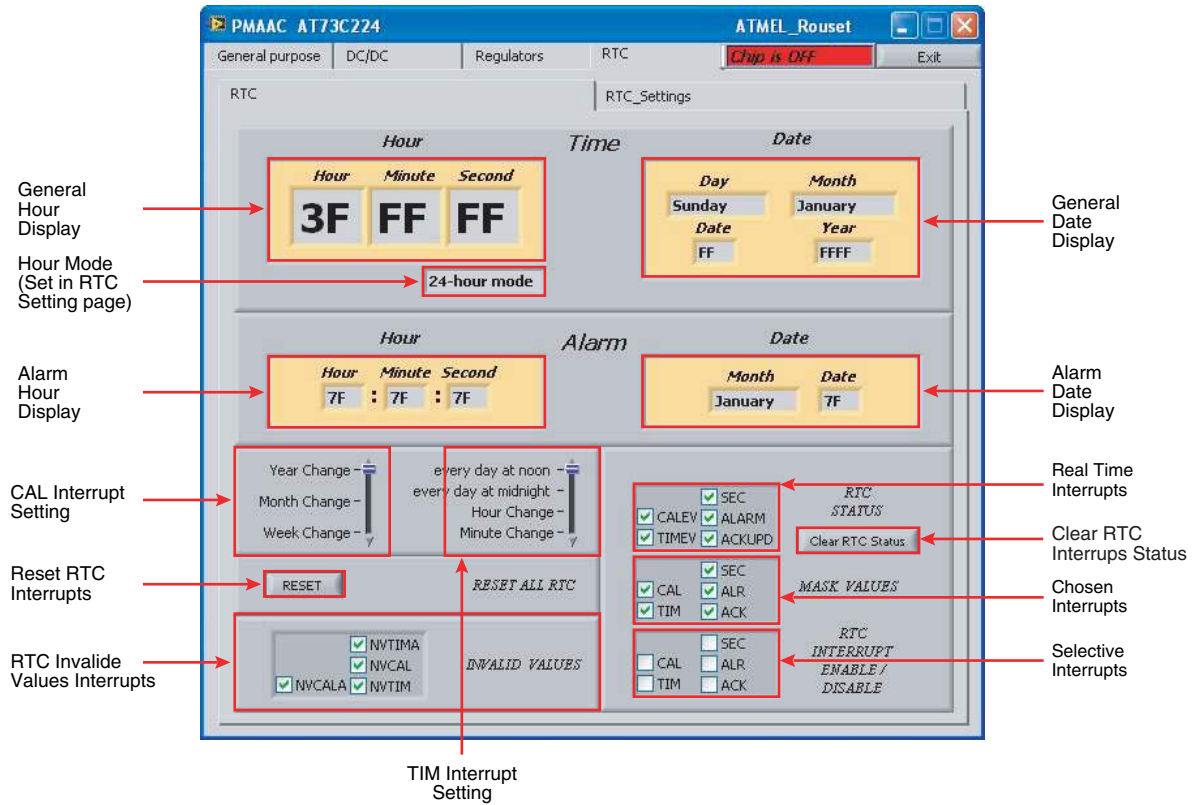 PMAAC AT73C224
ATMEL_Rouset
General purpose
DC/DC
Regulators
RTC
Chip is OFF
Exit
RTC
RTC_Settings
Hour
Time
Date
Hour
Minute
Second
3F
FF
FF
Day
Month
Sunday
January
Date
Year
FF
FFFF
24-hour mode
General
Hour
Display
Hour Mode
(Set in RTC
Setting page)
General
Date
Display
Hour
Alarm
Date
Hour
Minute
Second
7F : 7F : 7F
Month
Date
January
7F
Alarm
Hour
Display
Alarm
Date
Display
Year Change
Month Change
Week Change
every day at noon
every day at midnight
Hour Change
Minute Change
CAL Interrupt
Setting
SEC
CALEV
ALARM
TIMEV
ACKUPD
RTC
STATUS
Clear RTC Status
Real Time
Interrupts
Clear RTC
Interrups Status
RESET
RESET ALL RTC
Reset RTC
Interrupts
SEC
CAL
ALR
TIM
ACK
MASK VALUES
Chosen
Interrupts
NVTIMA
NVCAL
NVCALA
NVTIM
INVALID VALUES
RTC Invalide
Values Interrupts
SEC
CAL
ALR
TIM
ACK
RTC
INTERRUPT
ENABLE /
DISABLE
Selective
Interrupts
TIM Interrupt
Setting